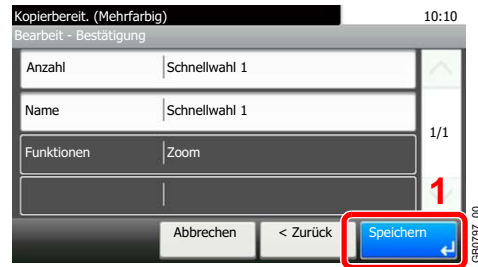 Kopierbereit. (Mehrfarbig) 10:10
Bearbeit - Bestätigung
Anzahl Schnellwahl 1
Name Schnellwahl 1
1/1
Funktionen Zoom
1
Abbrechen < Zurück Speichern
GB0797_00